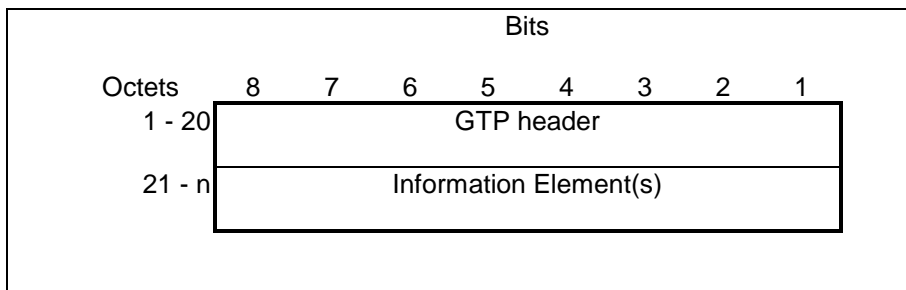 Bits
Octets 8 7 6 5 4 3 2 1
1 - 20 GTP header
21 - n Information Element(s)